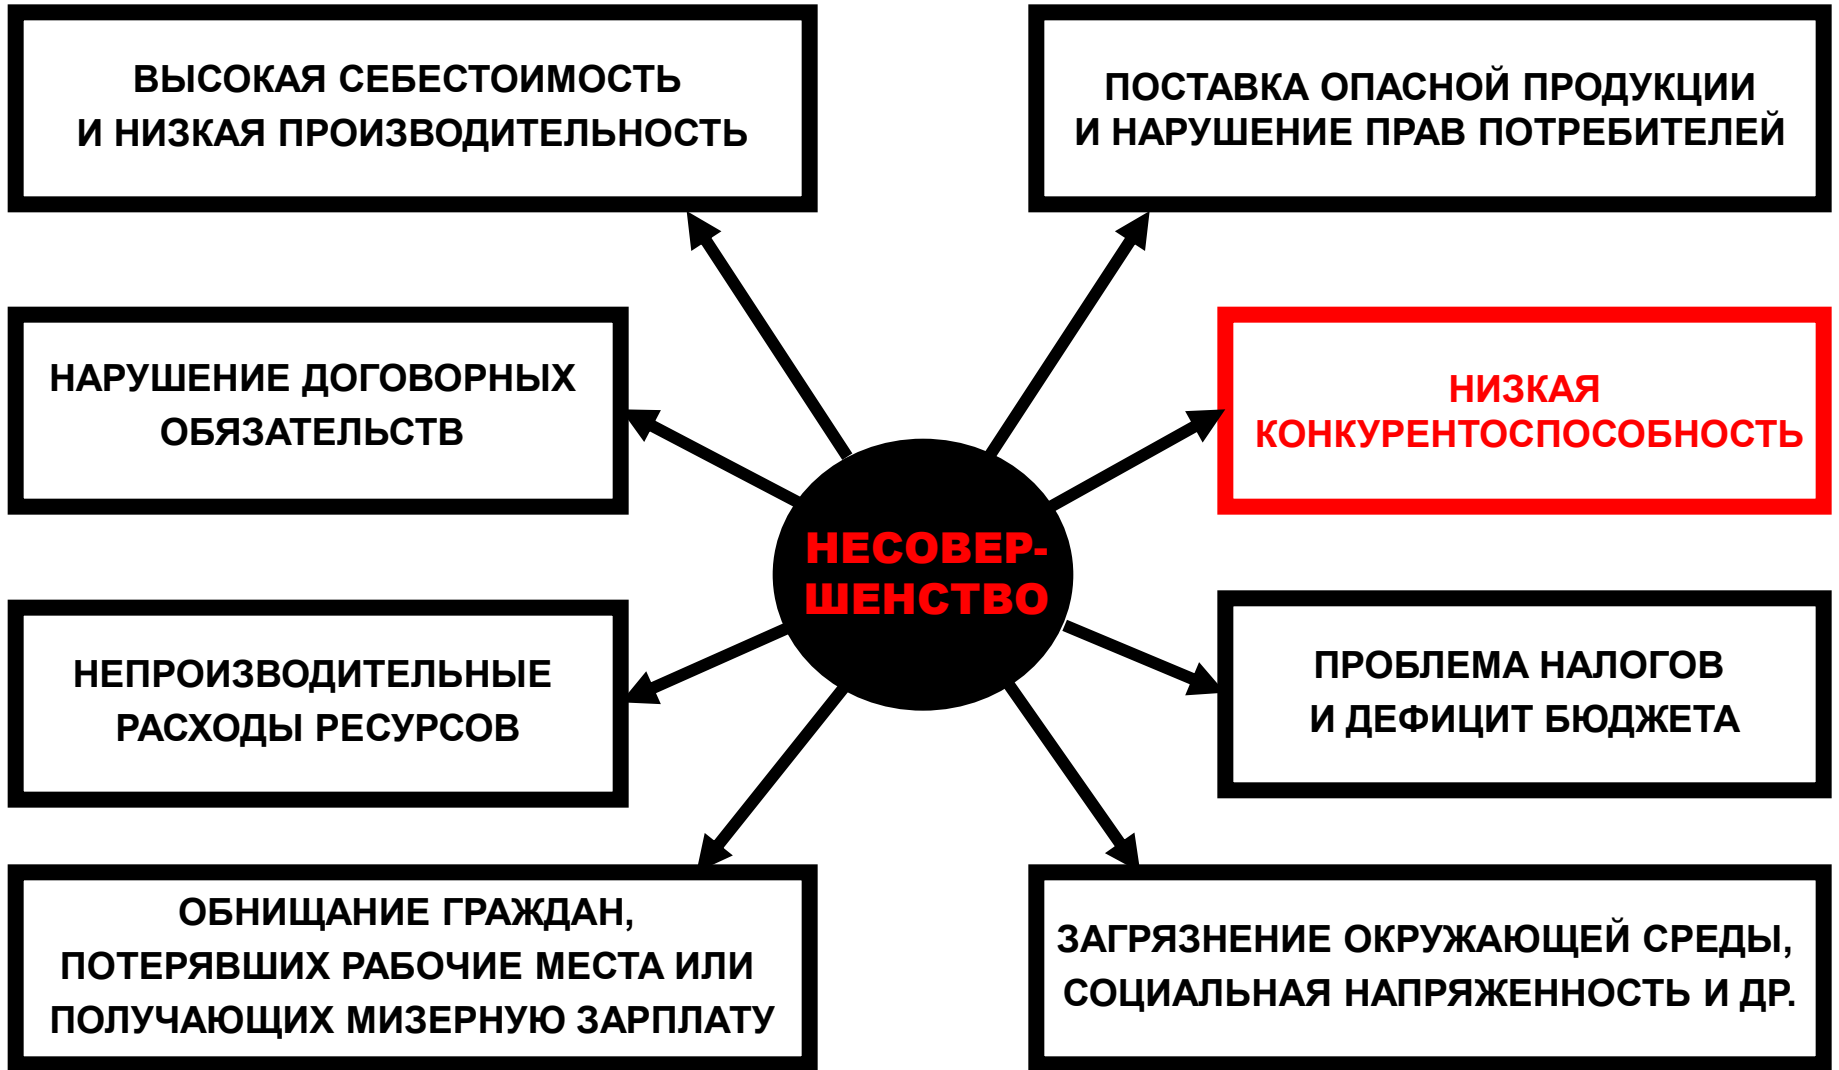 ВЫСОКАЯ СЕБЕСТОИМОСТЬ
И НИЗКАЯ ПРОИЗВОДИТЕЛЬНОСТЬ
ПОСТАВКА ОПАСНОЙ ПРОДУКЦИИ
И НАРУШЕНИЕ ПРАВ ПОТРЕБИТЕЛЕЙ
НАРУШЕНИЕ ДОГОВОРНЫХ
ОБЯЗАТЕЛЬСТВ
НИЗКАЯ
КОНКУРЕНТОСПОСОБНОСТЬ
НЕСОВЕР-
ШЕНСТВО
НЕПРОИЗВОДИТЕЛЬНЫЕ
РАСХОДЫ РЕСУРСОВ
ПРОБЛЕМА НАЛОГОВ
И ДЕФИЦИТ БЮДЖЕТА
ОБНИЩАНИЕ ГРАЖДАН,
ПОТЕРЯВШИХ РАБОЧИЕ МЕСТА ИЛИ
ПОЛУЧАЮЩИХ МИЗЕРНУЮ ЗАРПЛАТУ
ЗАГРЯЗНЕНИЕ ОКРУЖАЮЩЕЙ СРЕДЫ,
СОЦИАЛЬНАЯ НАПРЯЖЕННОСТЬ И ДР.